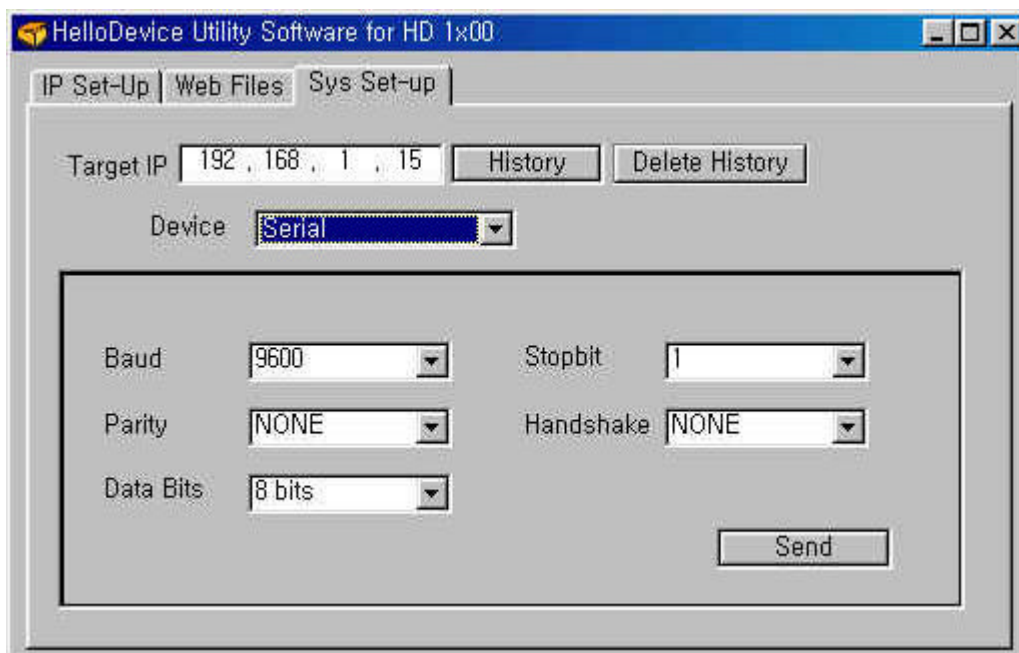 HelloDevice Utility Software for HD 1x00
IP Set-Up Web Files Sys Set-up
Target IP 192 . 168 . 1 . 15 History Delete History
Device Serial
Baud 9600 Stopbit 1
Parity NONE Handshake NONE
Data Bits 8 bits
Send